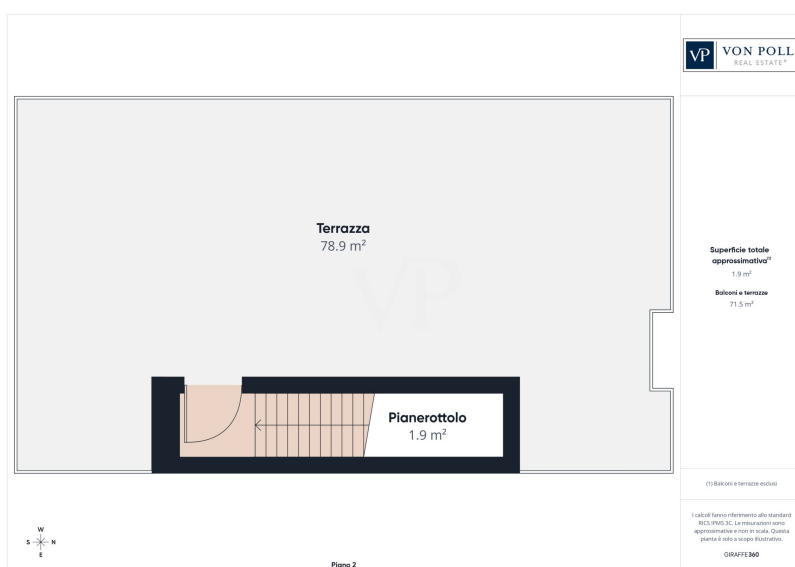 VP VON POLL
REAL ESTATE®
Terrazza
78.9 m²
VP
Pianerottolo
1.9 m²
Superficie totale
approssimativa⁽¹⁾
1.9 m²
Balconi e terrazze
71.5 m²
(1) Balconi e terrazze esclusi
I calcoli fanno riferimento allo standard
RICS IPMS 3C. Le misurazioni sono
approssimative e non in scala. Questa
pianta è solo a scopo illustrativo.
GIRAFFE360
W
S N
E
Piano 2